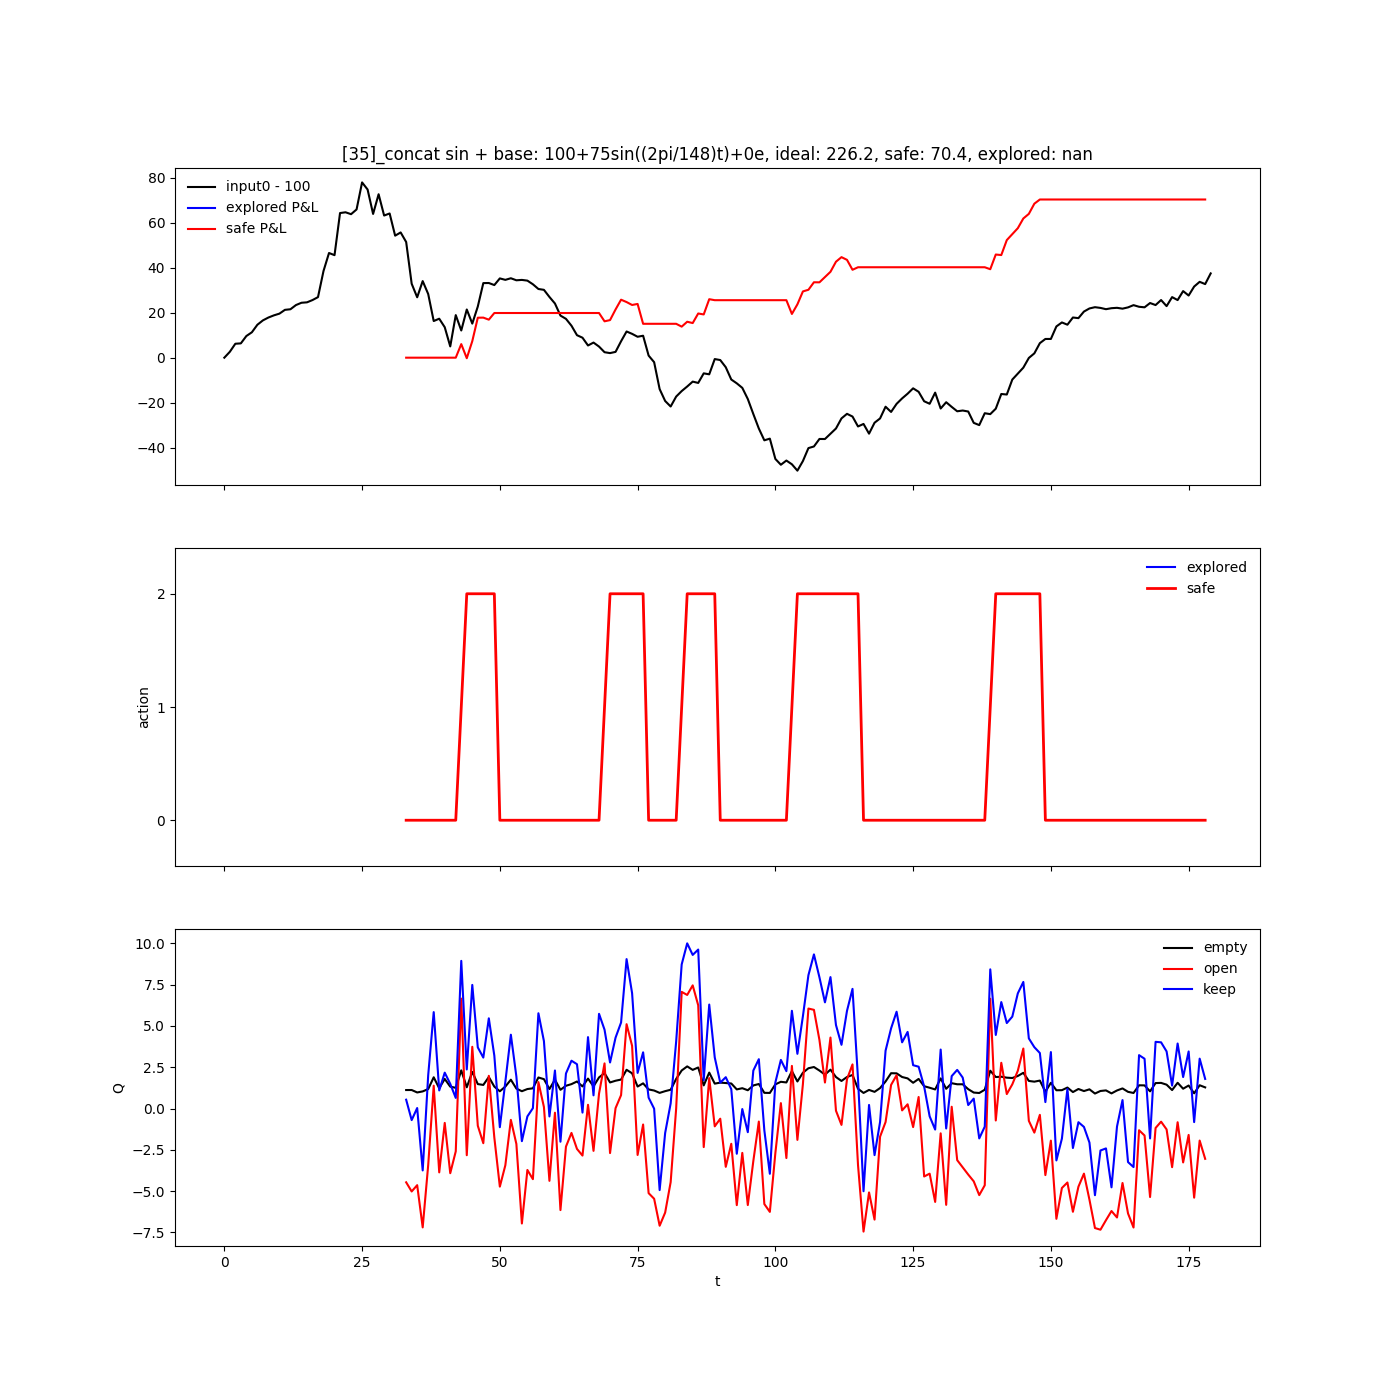 [35]_concat sin + base: 100+75sin((2pi/148)t)+0e, ideal: 226.2, safe: 70.4, explored: nan
80
60
40
20
0
−20
−40
input0 - 100
explored P&L
safe P&L
2
1
0
action
explored
safe
10.0
7.5
5.0
2.5
0.0
−2.5
−5.0
−7.5
Q
empty
open
keep
0 25 50 75 100 125 150 175
t